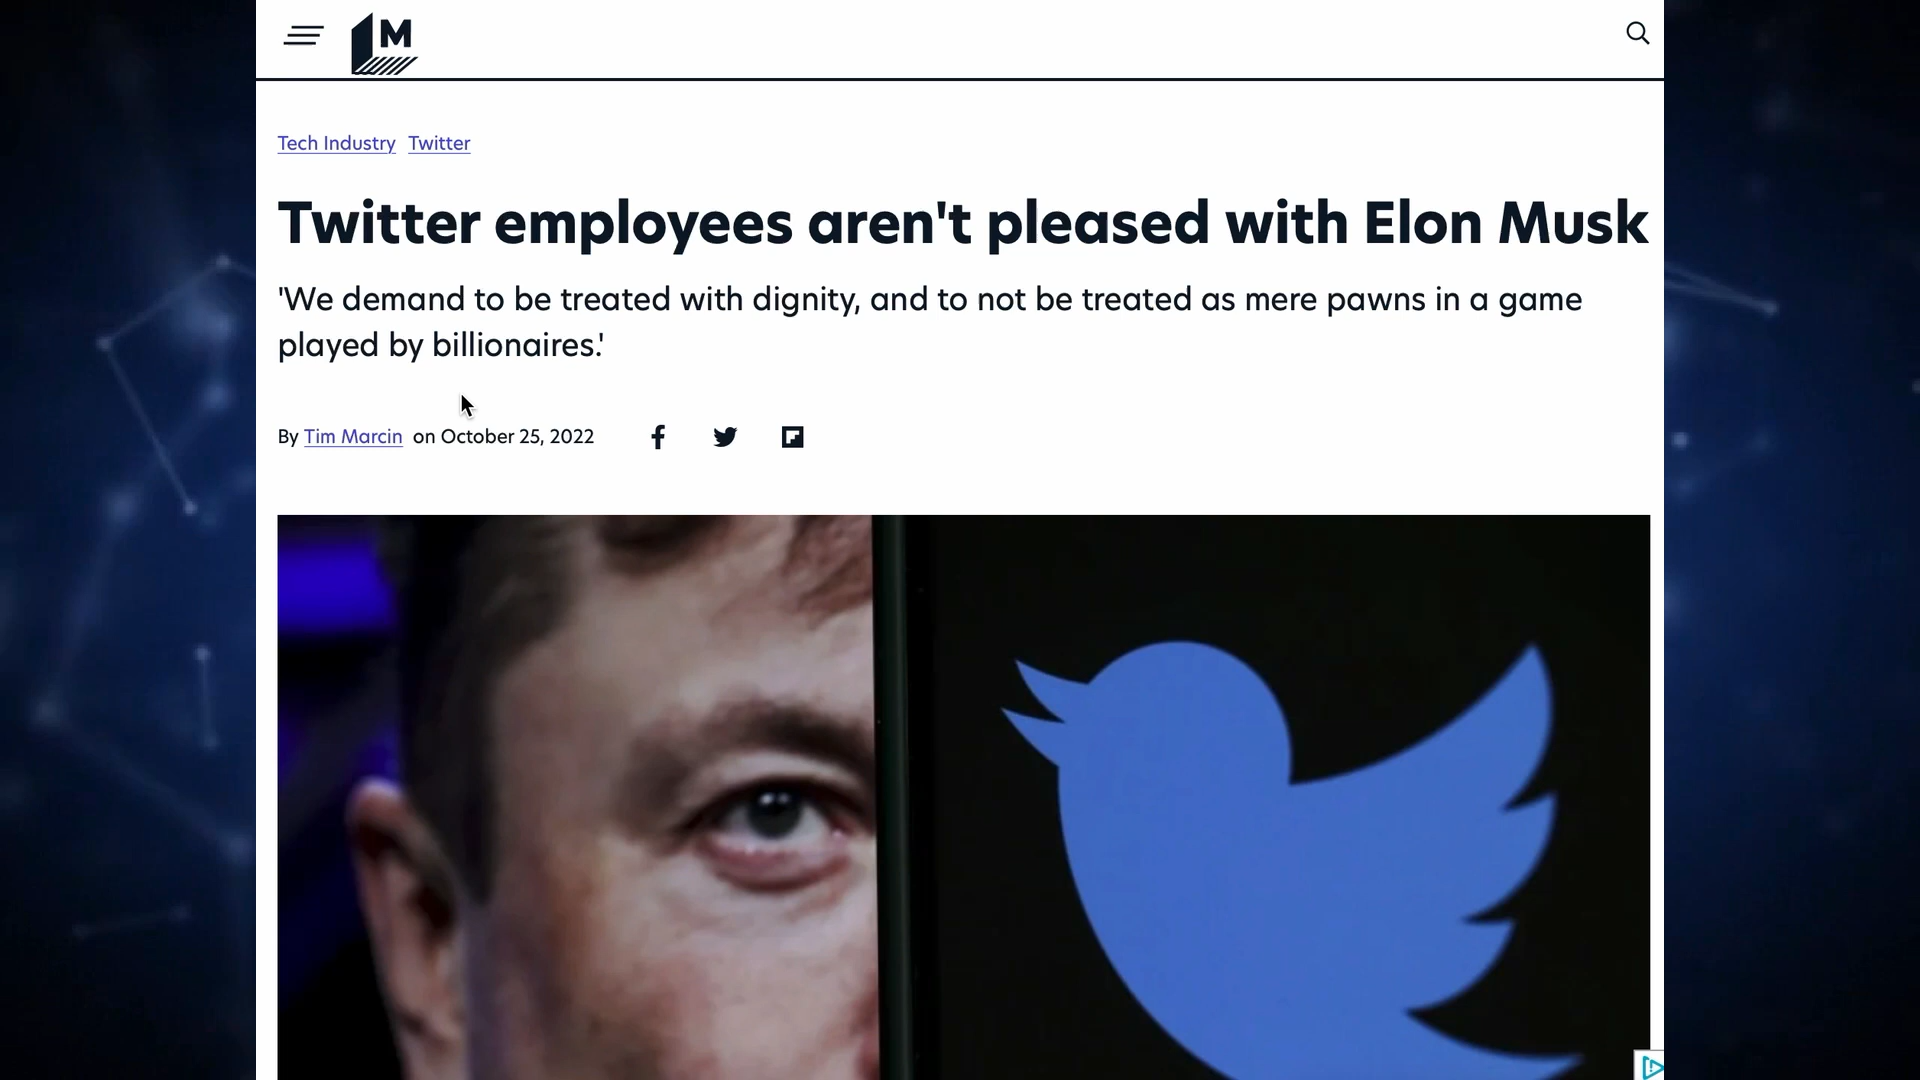 M
Tech Industry Twitter
Twitter employees aren't pleased with Elon Musk
'We demand to be treated with dignity, and to not be treated as mere pawns in a game
played by billionaires.'
By Tim Marcin on October 25, 2022